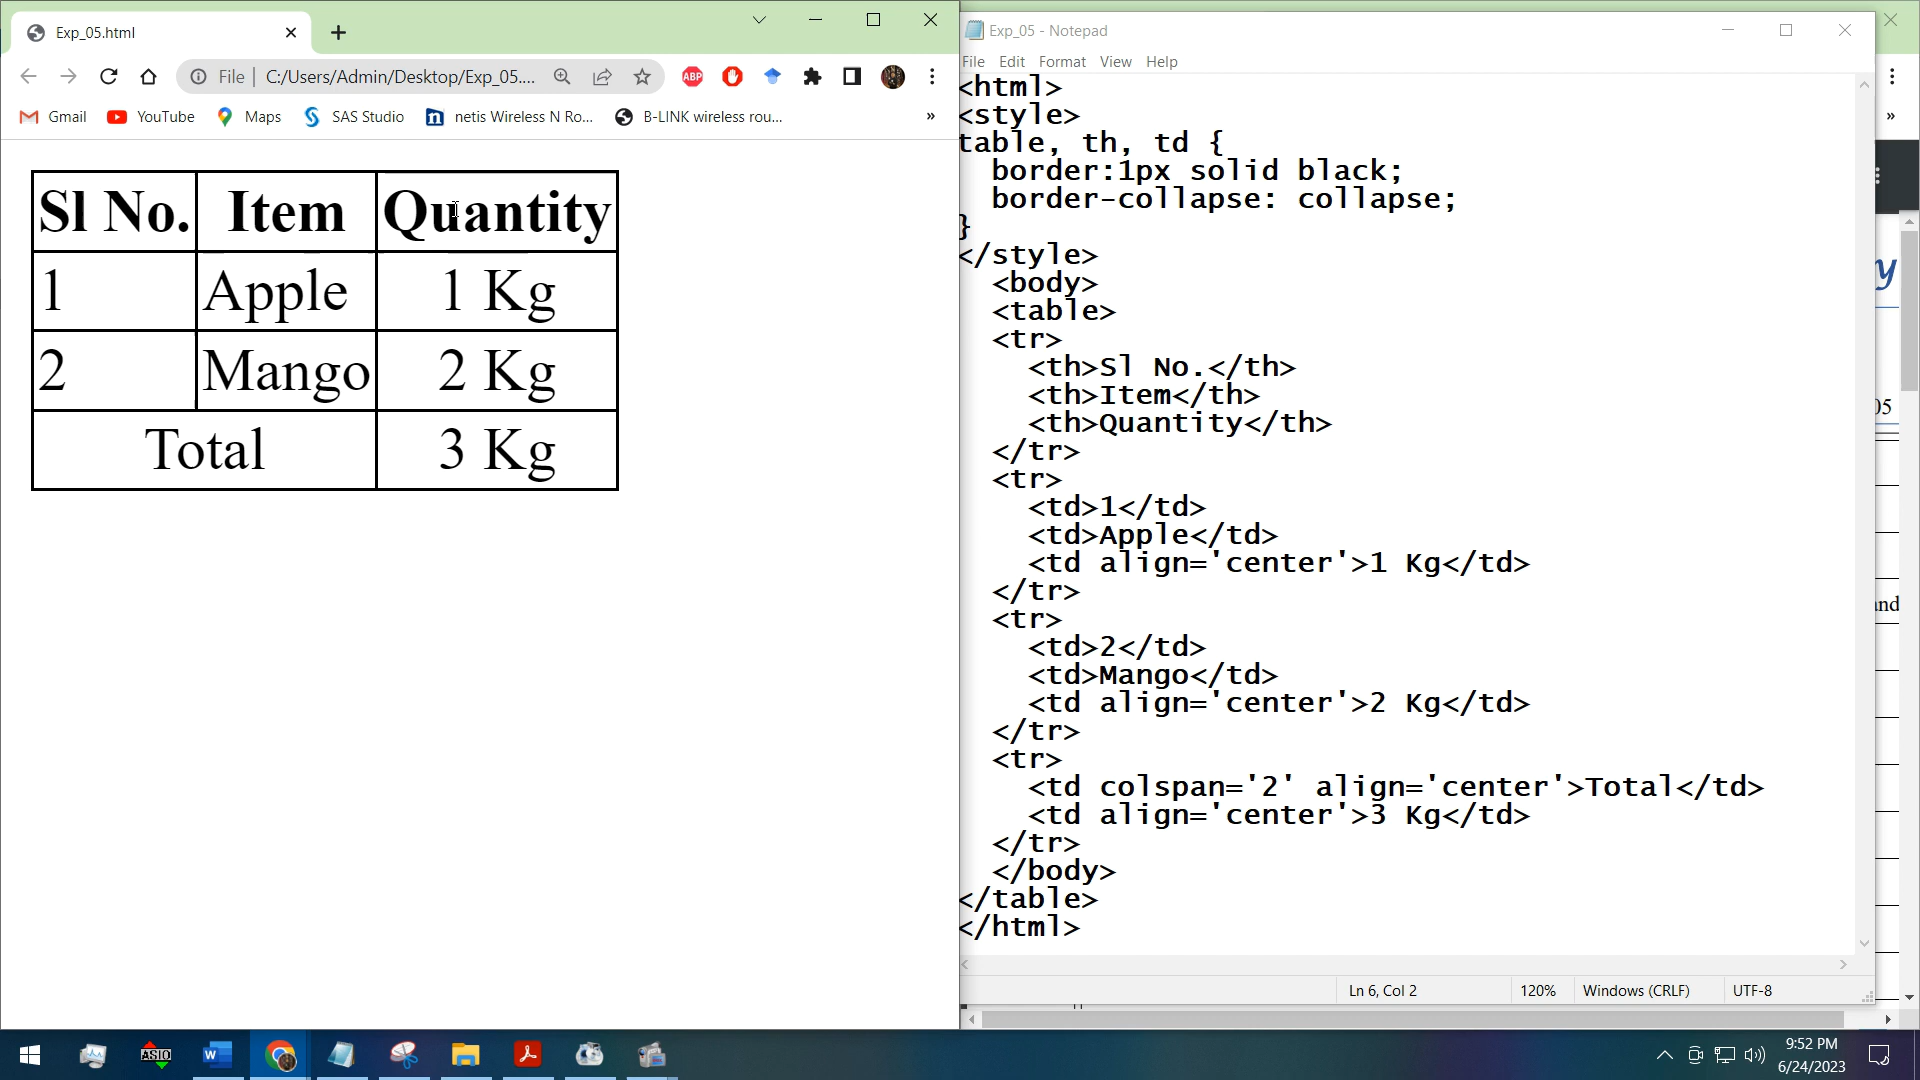 Exp_05.html
File
C:/Users/Admin/Desktop/Exp_05....
ABP
Gmail
YouTube
Maps
SAS Studio
netis Wireless N Ro...
B-LINK wireless rou...
»
Sl No. Item Quantity
1 Apple 1 Kg
2 Mango 2 Kg
Total 3 Kg
Exp_05 - Notepad
File Edit Format View Help
<html>
<style>
table, th, td {
border:1px solid black;
border-collapse: collapse;
}
</style>
<body>
<table>
<tr>
<th>Sl No.</th>
<th>Item</th>
<th>Quantity</th>
</tr>
<tr>
<td>1</td>
<td>Apple</td>
<td align='center'>1 Kg</td>
</tr>
<tr>
<td>2</td>
<td>Mango</td>
<td align='center'>2 Kg</td>
</tr>
<tr>
<td colspan='2' align='center'>Total</td>
<td align='center'>3 Kg</td>
</tr>
</body>
</table>
</html>
Ln 6, Col 2
120%
Windows (CRLF)
UTF-8
»
y
05
and
ASIO
W
9:52 PM
6/24/2023